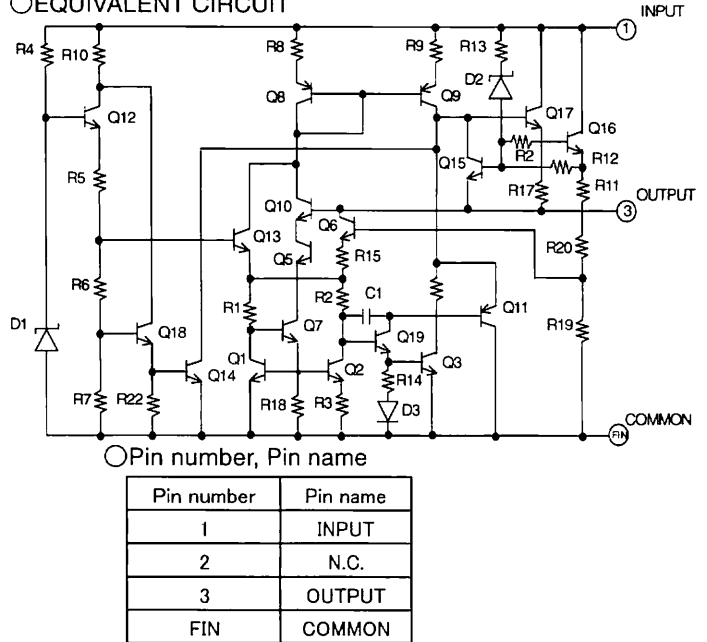 ○EQUIVALENT CIRCUIT
INPUT
1
R4
R10
R8
R9
R13
D2
Q8
Q9
Q17
Q16
Q12
Q15
R2
R12
R5
R17
R11
OUTPUT
3
Q10
Q6
Q13
Q5
R15
R20
R6
R2
C1
R1
Q11
R19
D1
Q18
Q7
Q19
Q1
Q2
Q3
Q14
R14
R7
R22
R18
R3
D3
COMMON
FIN
○Pin number, Pin name
Pin number Pin name
1 INPUT
2 N.C.
3 OUTPUT
FIN COMMON